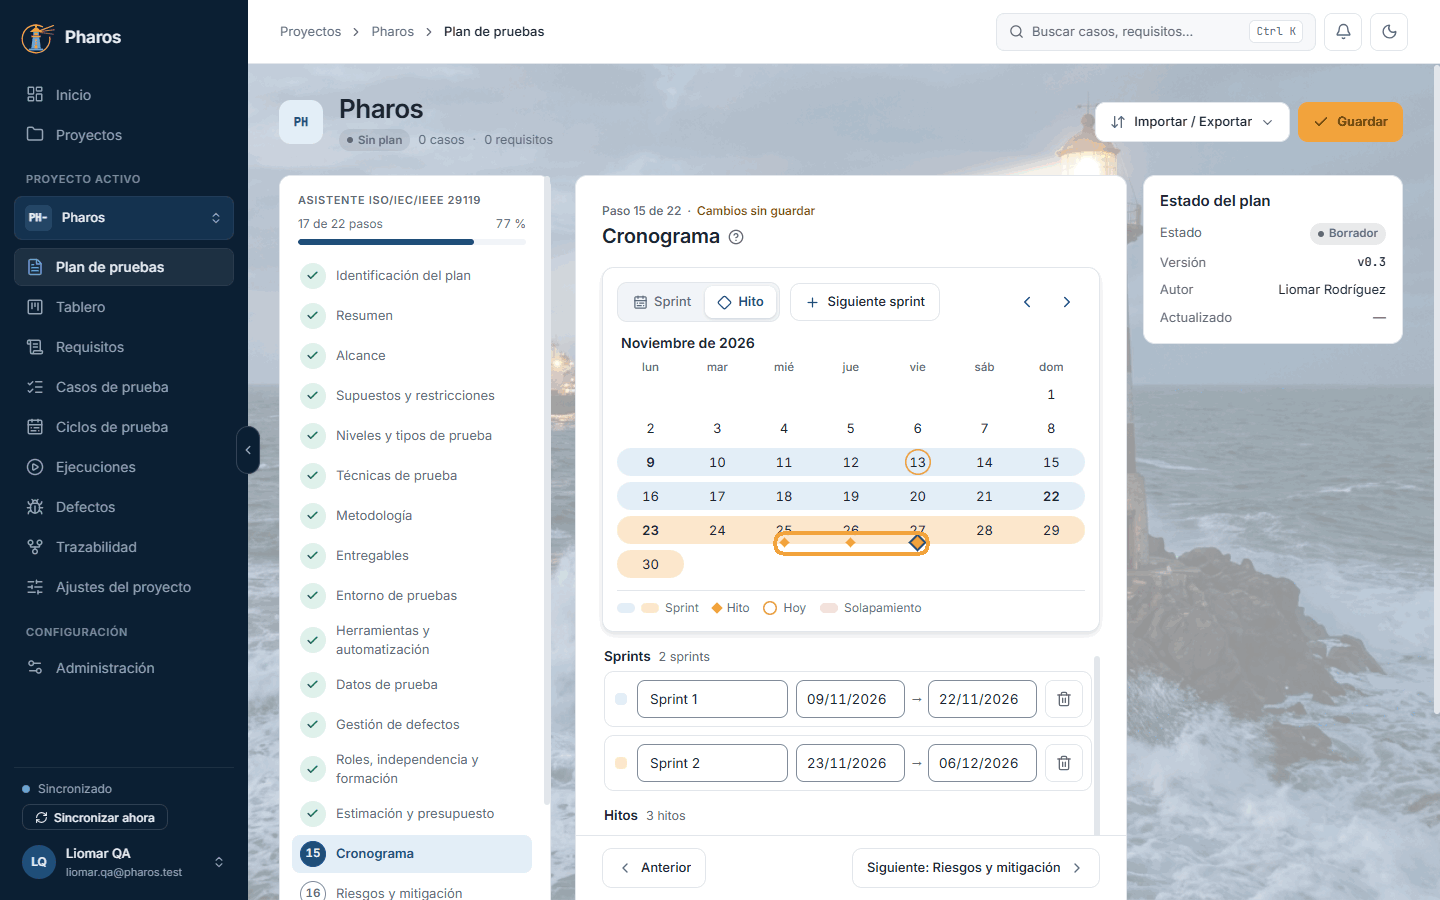 Pharos
Inicio
Proyectos
PROYECTO ACTIVO
PH-
Pharos
Plan de pruebas
Tablero
Requisitos
Casos de prueba
Ciclos de prueba
Ejecuciones
Defectos
Trazabilidad
Ajustes del proyecto
CONFIGURACIÓN
Administración
Sincronizado
Sincronizar ahora
LQ
Liomar QA
liomar.qa@pharos.test
Proyectos > Pharos > Plan de pruebas
Buscar casos, requisitos...
Ctrl K
PH
Pharos
Sin plan
0 casos · 0 requisitos
Importar / Exportar
Guardar
ASISTENTE ISO/IEC/IEEE 29119
17 de 22 pasos 77 %
Identificación del plan
Resumen
Alcance
Supuestos y restricciones
Niveles y tipos de prueba
Técnicas de prueba
Metodología
Entregables
Entorno de pruebas
Herramientas y
automatización
Datos de prueba
Gestión de defectos
Roles, independencia y
formación
Estimación y presupuesto
15 Cronograma
16 Riesgos y mitigación
Paso 15 de 22 · Cambios sin guardar
Cronograma
Sprint
Hito
Siguiente sprint
Noviembre de 2026
lun mar mié jue vie sáb dom
1
2 3 4 5 6 7 8
9 10 11 12 13 14 15
16 17 18 19 20 21 22
23 24 25 26 27 28 29
30
Sprint Hito Hoy Solapamiento
Sprints 2 sprints
Sprint 1 09/11/2026 → 22/11/2026
Sprint 2 23/11/2026 → 06/12/2026
Hitos 3 hitos
Anterior
Siguiente: Riesgos y mitigación
Estado del plan
Estado Borrador
Versión v0.3
Autor Liomar Rodríguez
Actualizado —